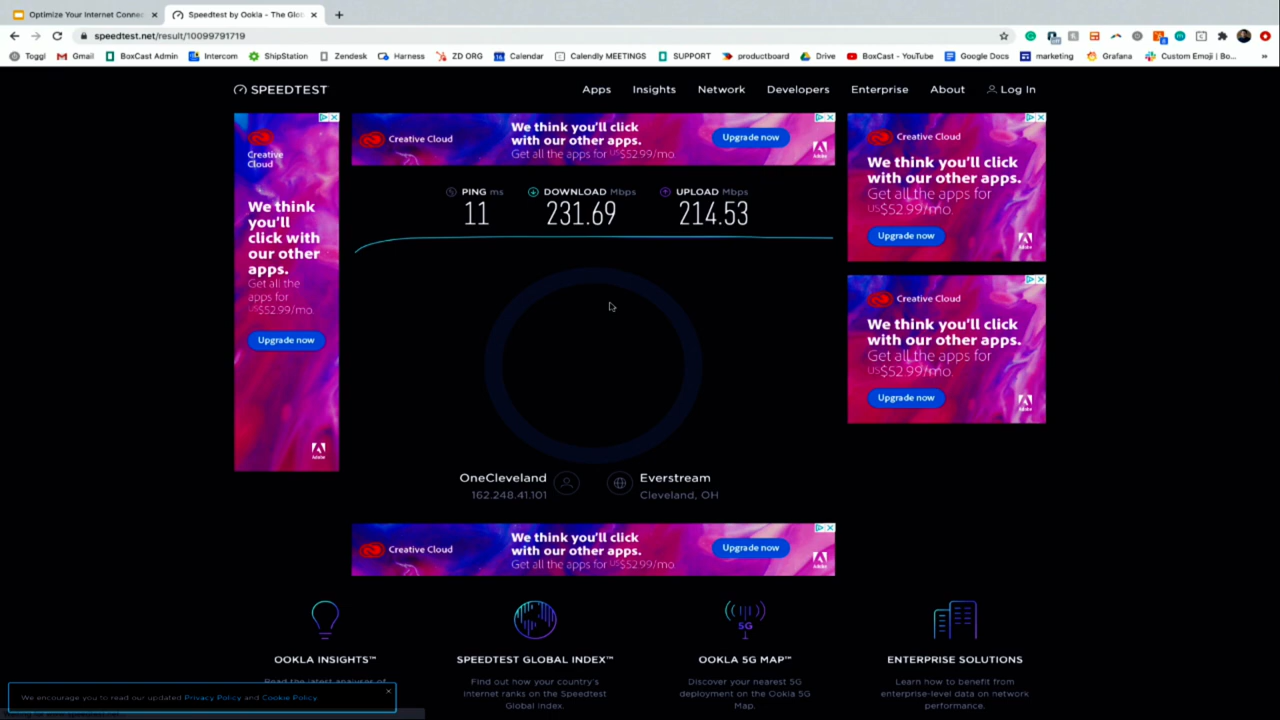 Optimize Your Internet Connec
Speedtest by Ookla - The Glob
speedtest.net/result/10099791719
Toggl
Gmail
BoxCast Admin
Intercom
ShipStation
Zendesk
Harness
ZD ORG
Calendar
Calendly MEETINGS
SUPPORT
productboard
Drive
BoxCast - YouTube
Google Docs
marketing
Grafana
Custom Emoji | Bo...
SPEEDTEST
Apps
Insights
Network
Developers
Enterprise
About
Log In
Creative
Cloud
We think
you'll
click with
our other
apps.
Get all the
apps for
US$52.99/mo.
Upgrade now
Adobe
Creative Cloud
We think you'll click
with our other apps.
Get all the apps for US$52.99/mo.
Upgrade now
Adobe
Creative Cloud
We think you'll click
with our other apps.
Get all the apps for
US$52.99/mo.
Upgrade now
Adobe
PING ms
11
DOWNLOAD Mbps
231.69
UPLOAD Mbps
214.53
Creative Cloud
We think you'll click
with our other apps.
Get all the apps for
US$52.99/mo.
Upgrade now
Adobe
OneCleveland
162.248.41.101
Everstream
Cleveland, OH
Creative Cloud
We think you'll click
with our other apps.
Get all the apps for US$52.99/mo.
Upgrade now
Adobe
5G
OOKLA INSIGHTS™
Read the latest analyses of
SPEEDTEST GLOBAL INDEX™
Find out how your country's
internet ranks on the Speedtest
Global Index.
OOKLA 5G MAP™
Discover your nearest 5G
deployment on the Ookla 5G
Map.
ENTERPRISE SOLUTIONS
Learn how to benefit from
enterprise-level data on network
performance.
We encourage you to read our updated Privacy Policy and Cookie Policy.